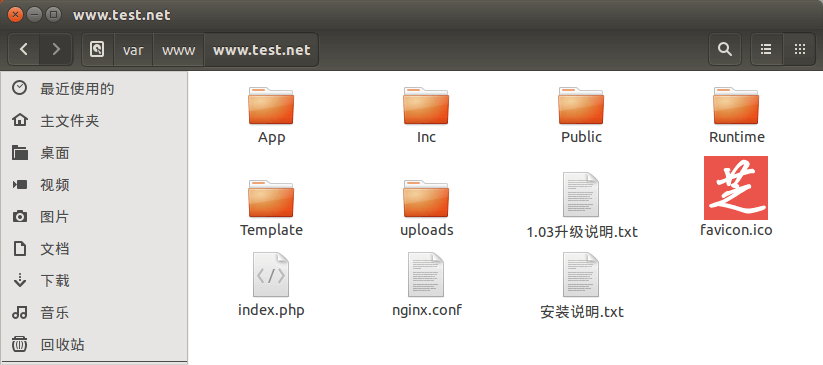 www.test.net
var
www
www.test.net
最近使用的
主文件夹
桌面
视频
图片
文档
下载
音乐
回收站
App
Inc
Public
Runtime
Template
uploads
1.03升级说明.txt
芝
favicon.ico
index.php
nginx.conf
安装说明.txt